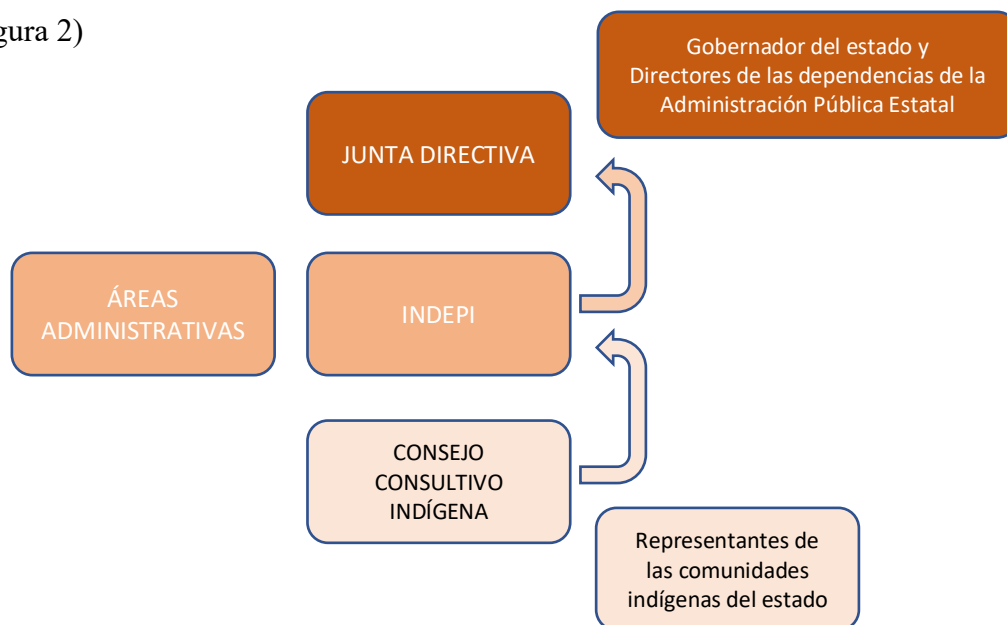 gura 2)
Gobernador del estado y
Directores de las dependencias de la
Administración Pública Estatal
JUNTA DIRECTIVA
ÁREAS
ADMINISTRATIVAS
INDEPI
CONSEJO
CONSULTIVO
INDÍGENA
Representantes de
las comunidades
indígenas del estado